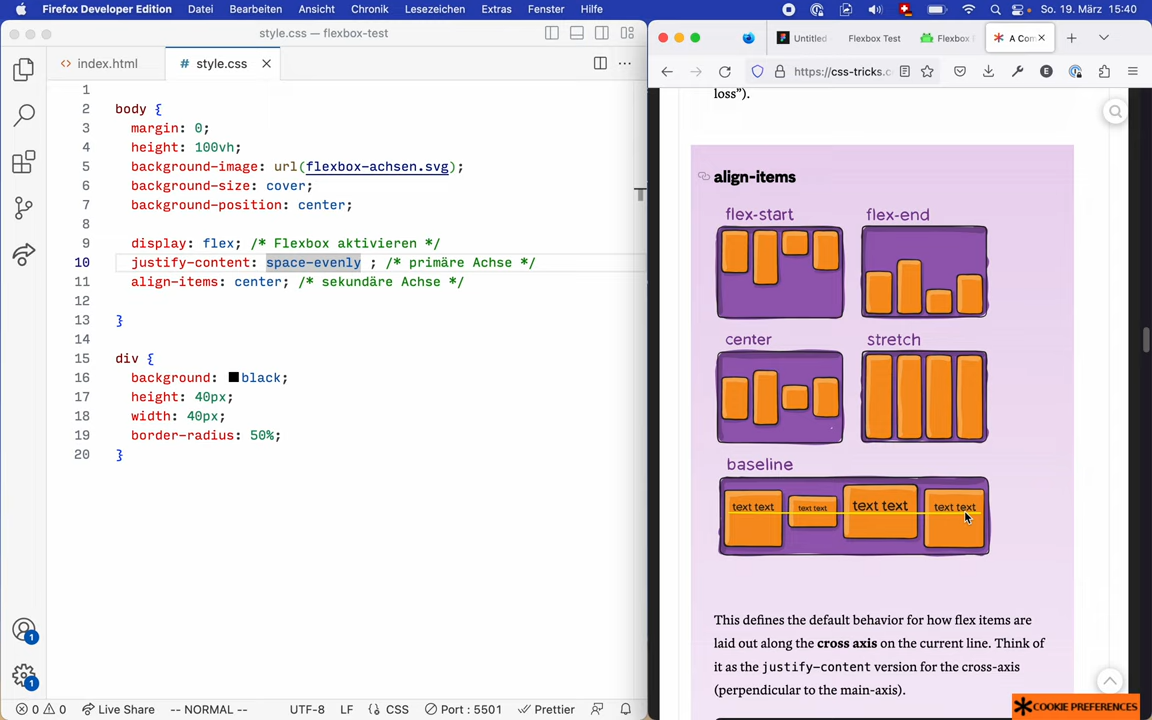 Firefox Developer Edition Datei Bearbeiten Ansicht Chronik Lesezeichen Extras Fenster Hilfe So. 19. März 15:40
style.css — flexbox-test
<> index.html # style.css
Untitled Flexbox Test Flexbox A Com
https://css-tricks.c
1
2 body {
3 margin: 0;
4 height: 100vh;
5 background-image: url(flexbox-achsen.svg);
6 background-size: cover;
7 background-position: center;
8
9 display: flex; /* Flexbox aktivieren */
10 justify-content: space-evenly ; /* primäre Achse */
11 align-items: center; /* sekundäre Achse */
12
13 }
14
15 div {
16 background: black;
17 height: 40px;
18 width: 40px;
19 border-radius: 50%;
20 }
1
1
0 0 Live Share -- NORMAL -- UTF-8 LF {} CSS Port : 5501 Prettier
loss”).
align-items
flex-start flex-end
center stretch
baseline
text text text text text text text text
This defines the default behavior for how flex items are
laid out along the cross axis on the current line. Think of
it as the justify-content version for the cross-axis
(perpendicular to the main-axis).
COOKIE PREFERENCES